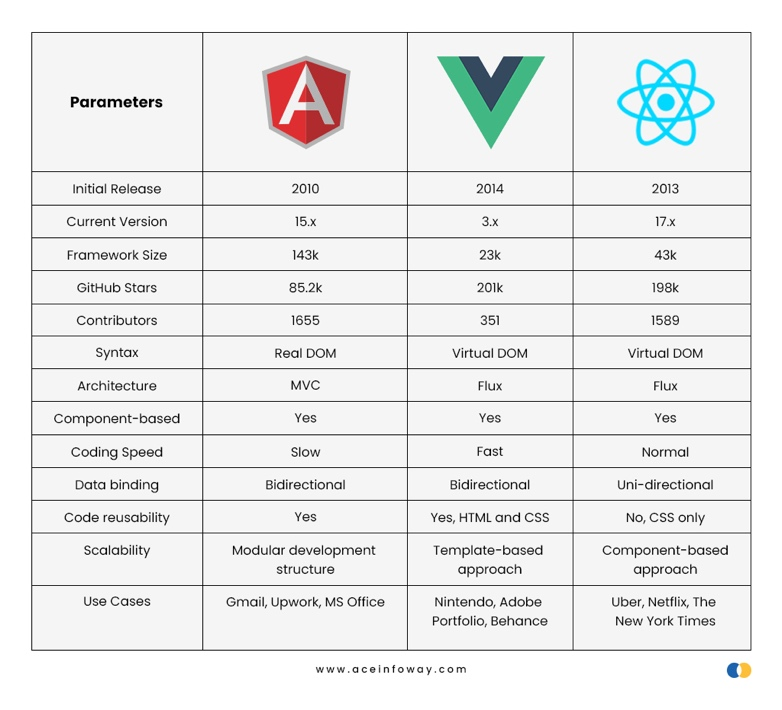 Parameters
Initial Release 2010 2014 2013
Current Version 15.x 3.x 17.x
Framework Size 143k 23k 43k
GitHub Stars 85.2k 201k 198k
Contributors 1655 351 1589
Syntax Real DOM Virtual DOM Virtual DOM
Architecture MVC Flux Flux
Component-based Yes Yes Yes
Coding Speed Slow Fast Normal
Data binding Bidirectional Bidirectional Uni-directional
Code reusability Yes Yes, HTML and CSS No, CSS only
Scalability Modular development Template-based Component-based
structure approach approach
Use Cases Gmail, Upwork, MS Office Nintendo, Adobe Uber, Netflix, The
Portfolio, Behance New York Times
www.aceinfoway.com